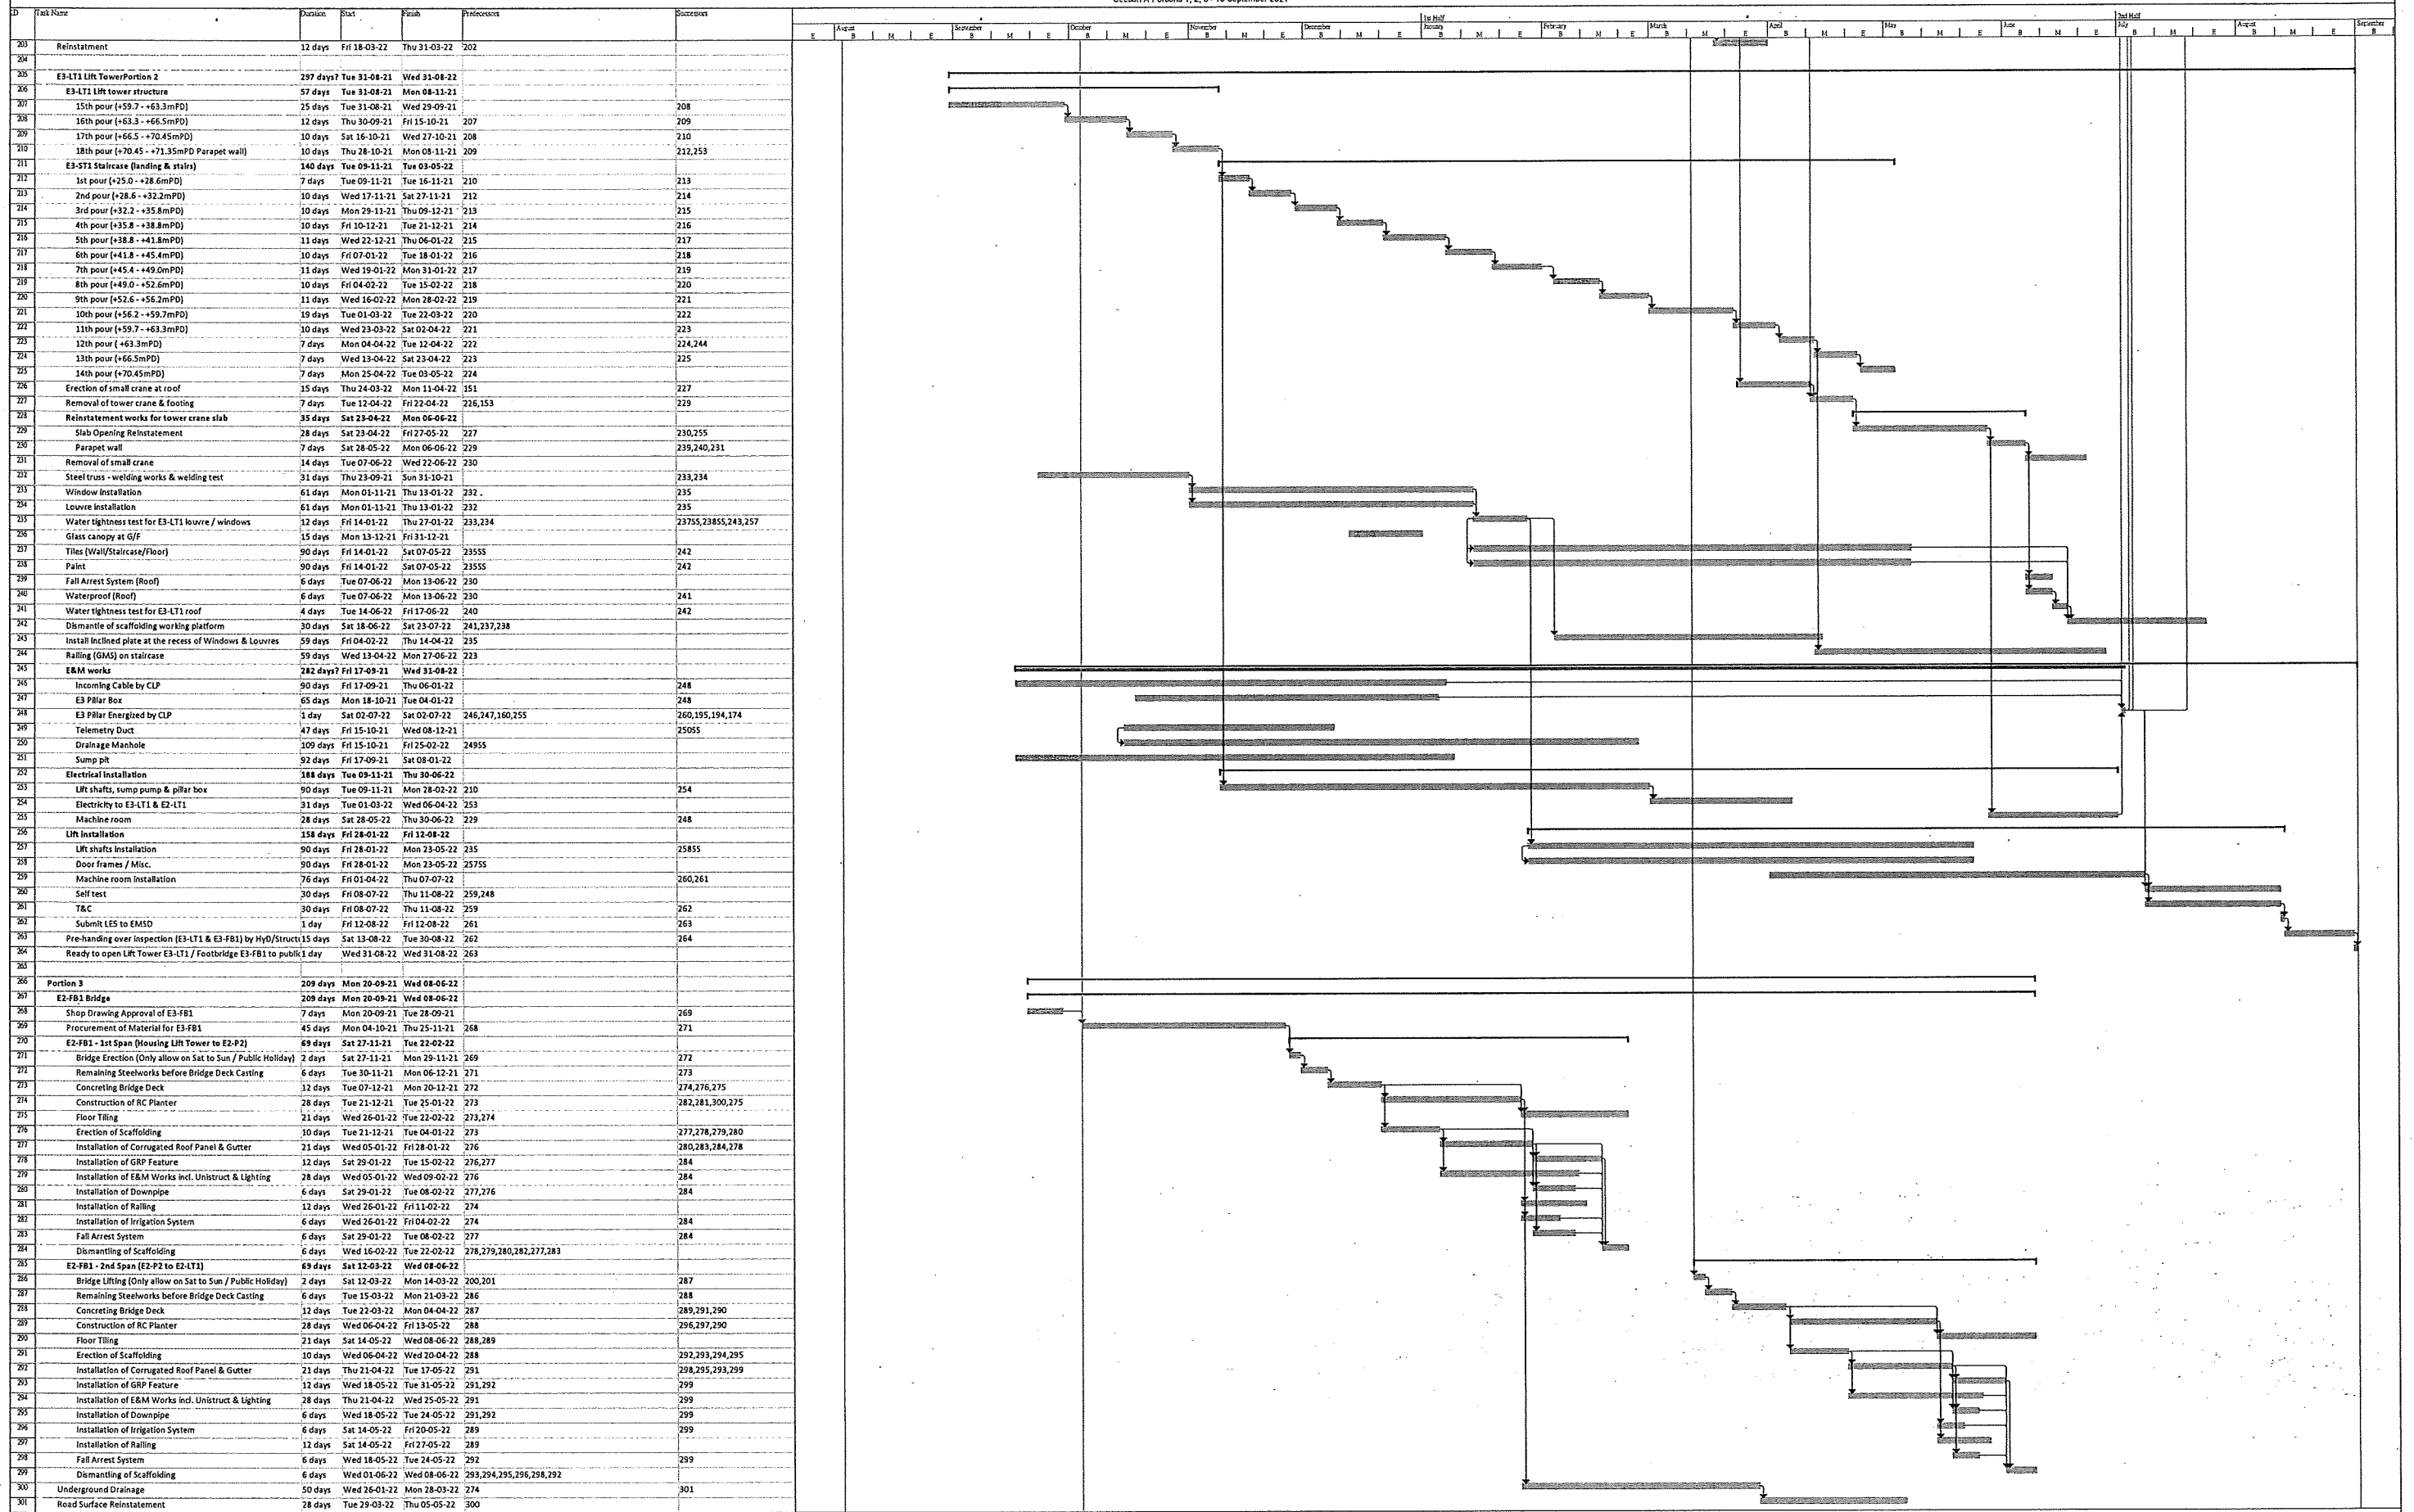 ID Task Name Duration Start Finish Predecessors Successors
1st Half 2nd Half
August September October November December January February March April May June July August September
E B M E B M E B M E B M E B M E B M E B M E B M E B M E B M E B M E B M E B M E B
203 Reinstatment 12 days Fri 18-03-22 Thu 31-03-22 202
204
205 E3-LT1 Lift TowerPortion 2 297 days? Tue 31-08-21 Wed 31-08-22
206 E3-LT1 Lift tower structure 57 days Tue 31-08-21 Mon 08-11-21
207 15th pour (+59.7 - +63.3mPD) 25 days Tue 31-08-21 Wed 29-09-21 208
208 16th pour (+63.3 - +66.5mPD) 12 days Thu 30-09-21 Fri 15-10-21 207 209
209 17th pour (+66.5 - +70.45mPD) 10 days Sat 16-10-21 Wed 27-10-21 208 210
210 18th pour (+70.45 - +71.35mPD Parapet wall) 10 days Thu 28-10-21 Mon 08-11-21 209 212,253
211 E3-ST1 Staircase (landing & stairs) 140 days Tue 09-11-21 Tue 03-05-22
212 1st pour (+25.0 - +28.6mPD) 7 days Tue 09-11-21 Tue 16-11-21 210 213
213 2nd pour (+28.6 - +32.2mPD) 10 days Wed 17-11-21 Sat 27-11-21 212 214
214 3rd pour (+32.2 - +35.8mPD) 10 days Mon 29-11-21 Thu 09-12-21 213 215
215 4th pour (+35.8 - +38.8mPD) 10 days Fri 10-12-21 Tue 21-12-21 214 216
216 5th pour (+38.8 - +41.8mPD) 11 days Wed 22-12-21 Thu 06-01-22 215 217
217 6th pour (+41.8 - +45.4mPD) 10 days Fri 07-01-22 Tue 18-01-22 216 218
218 7th pour (+45.4 - +49.0mPD) 11 days Wed 19-01-22 Mon 31-01-22 217 219
219 8th pour (+49.0 - +52.6mPD) 10 days Fri 04-02-22 Tue 15-02-22 218 220
220 9th pour (+52.6 - +56.2mPD) 11 days Wed 16-02-22 Mon 28-02-22 219 221
221 10th pour (+56.2 - +59.7mPD) 19 days Tue 01-03-22 Tue 22-03-22 220 222
222 11th pour (+59.7 - +63.3mPD) 10 days Wed 23-03-22 Sat 02-04-22 221 223
223 12th pour ( +63.3mPD) 7 days Mon 04-04-22 Tue 12-04-22 222 224,244
224 13th pour (+66.5mPD) 7 days Wed 13-04-22 Sat 23-04-22 223 225
225 14th pour (+70.45mPD) 7 days Mon 25-04-22 Tue 03-05-22 224
226 Erection of small crane at roof 15 days Thu 24-03-22 Mon 11-04-22 151 227
227 Removal of tower crane & footing 7 days Tue 12-04-22 Fri 22-04-22 226,153 229
228 Reinstatement works for tower crane slab 35 days Sat 23-04-22 Mon 06-06-22
229 Slab Opening Reinstatement 28 days Sat 23-04-22 Fri 27-05-22 227 230,255
230 Parapet wall 7 days Sat 28-05-22 Mon 06-06-22 229 239,240,231
231 Removal of small crane 14 days Tue 07-06-22 Wed 22-06-22 230
232 Steel truss - welding works & welding test 31 days Thu 23-09-21 Sun 31-10-21 233,234
233 Window installation 61 days Mon 01-11-21 Thu 13-01-22 232 235
234 Louvre installation 61 days Mon 01-11-21 Thu 13-01-22 232 235
235 Water tightness test for E3-LT1 louvre / windows 12 days Fri 14-01-22 Thu 27-01-22 233,234 237SS,238SS,243,257
236 Glass canopy at G/F 15 days Mon 13-12-21 Fri 31-12-21
237 Tiles (Wall/Staircase/Floor) 90 days Fri 14-01-22 Sat 07-05-22 235SS 242
238 Paint 90 days Fri 14-01-22 Sat 07-05-22 235SS 242
239 Fall Arrest System (Roof) 6 days Tue 07-06-22 Mon 13-06-22 230
240 Waterproof (Roof) 6 days Tue 07-06-22 Mon 13-06-22 230 241
241 Water tightness test for E3-LT1 roof 4 days Tue 14-06-22 Fri 17-06-22 240 242
242 Dismantle of scaffolding working platform 30 days Sat 18-06-22 Sat 23-07-22 241,237,238
243 Install inclined plate at the recess of Windows & Louvres 59 days Fri 04-02-22 Thu 14-04-22 235
244 Railing (GMS) on staircase 59 days Wed 13-04-22 Mon 27-06-22 223
245 E&M works 282 days? Fri 17-09-21 Wed 31-08-22
246 Incoming Cable by CLP 90 days Fri 17-09-21 Thu 06-01-22 248
247 E3 Pillar Box 65 days Mon 18-10-21 Tue 04-01-22 248
248 E3 Pillar Energized by CLP 1 day Sat 02-07-22 Sat 02-07-22 246,247,160,255 260,195,194,174
249 Telemetry Duct 47 days Fri 15-10-21 Wed 08-12-21 250SS
250 Drainage Manhole 109 days Fri 15-10-21 Fri 25-02-22 249SS
251 Sump pit 92 days Fri 17-09-21 Sat 08-01-22
252 Electrical Installation 188 days Tue 09-11-21 Thu 30-06-22
253 Lift shafts, sump pump & pillar box 90 days Tue 09-11-21 Mon 28-02-22 210 254
254 Electricity to E3-LT1 & E2-LT1 31 days Tue 01-03-22 Wed 06-04-22 253
255 Machine room 28 days Sat 28-05-22 Thu 30-06-22 229 248
256 Lift Installation 158 days Fri 28-01-22 Fri 12-08-22
257 Lift shafts installation 90 days Fri 28-01-22 Mon 23-05-22 235 258SS
258 Door frames / Misc. 90 days Fri 28-01-22 Mon 23-05-22 257SS
259 Machine room installation 76 days Fri 01-04-22 Thu 07-07-22 260,261
260 Self test 30 days Fri 08-07-22 Thu 11-08-22 259,248
261 T&C 30 days Fri 08-07-22 Thu 11-08-22 259 262
262 Submit LE5 to EMSD 1 day Fri 12-08-22 Fri 12-08-22 261 263
263 Pre-handing over inspection (E3-LT1 & E3-FB1) by HyD/Struct 15 days Sat 13-08-22 Tue 30-08-22 262 264
264 Ready to open Lift Tower E3-LT1 / Footbridge E3-FB1 to public 1 day Wed 31-08-22 Wed 31-08-22 263
265
266 Portion 3 209 days Mon 20-09-21 Wed 08-06-22
267 E2-FB1 Bridge 209 days Mon 20-09-21 Wed 08-06-22
268 Shop Drawing Approval of E3-FB1 7 days Mon 20-09-21 Tue 28-09-21 269
269 Procurement of Material for E3-FB1 45 days Mon 04-10-21 Thu 25-11-21 268 271
270 E2-FB1 - 1st Span (Housing Lift Tower to E2-P2) 69 days Sat 27-11-21 Tue 22-02-22
271 Bridge Erection (Only allow on Sat to Sun / Public Holiday) 2 days Sat 27-11-21 Mon 29-11-21 269 272
272 Remaining Steelworks before Bridge Deck Casting 6 days Tue 30-11-21 Mon 06-12-21 271 273
273 Concreting Bridge Deck 12 days Tue 07-12-21 Mon 20-12-21 272 274,276,275
274 Construction of RC Planter 28 days Tue 21-12-21 Tue 25-01-22 273 282,281,300,275
275 Floor Tiling 21 days Wed 26-01-22 Tue 22-02-22 273,274
276 Erection of Scaffolding 10 days Tue 21-12-21 Tue 04-01-22 273 277,278,279,280
277 Installation of Corrugated Roof Panel & Gutter 21 days Wed 05-01-22 Fri 28-01-22 276 280,283,284,278
278 Installation of GRP Feature 12 days Sat 29-01-22 Tue 15-02-22 276,277 284
279 Installation of E&M Works incl. Unistruct & Lighting 28 days Wed 05-01-22 Wed 09-02-22 276 284
280 Installation of Downpipe 6 days Sat 29-01-22 Tue 08-02-22 277,276 284
281 Installation of Railing 12 days Wed 26-01-22 Fri 11-02-22 274
282 Installation of Irrigation System 6 days Wed 26-01-22 Fri 04-02-22 274 284
283 Fall Arrest System 6 days Sat 29-01-22 Tue 08-02-22 277 284
284 Dismantling of Scaffolding 6 days Wed 16-02-22 Tue 22-02-22 278,279,280,282,277,283
285 E2-FB1 - 2nd Span (E2-P2 to E2-LT1) 69 days Sat 12-03-22 Wed 08-06-22
286 Bridge Lifting (Only allow on Sat to Sun / Public Holiday) 2 days Sat 12-03-22 Mon 14-03-22 200,201 287
287 Remaining Steelworks before Bridge Deck Casting 6 days Tue 15-03-22 Mon 21-03-22 286 288
288 Concreting Bridge Deck 12 days Tue 22-03-22 Mon 04-04-22 287 289,291,290
289 Construction of RC Planter 28 days Wed 06-04-22 Fri 13-05-22 288 296,297,290
290 Floor Tiling 21 days Sat 14-05-22 Wed 08-06-22 288,289
291 Erection of Scaffolding 10 days Wed 06-04-22 Wed 20-04-22 288 292,293,294,295
292 Installation of Corrugated Roof Panel & Gutter 21 days Thu 21-04-22 Tue 17-05-22 291 298,295,293,299
293 Installation of GRP Feature 12 days Wed 18-05-22 Tue 31-05-22 291,292 299
294 Installation of E&M Works incl. Unistruct & Lighting 28 days Thu 21-04-22 Wed 25-05-22 291 299
295 Installation of Downpipe 6 days Wed 18-05-22 Tue 24-05-22 291,292 299
296 Installation of Irrigation System 6 days Sat 14-05-22 Fri 20-05-22 289 299
297 Installation of Railing 12 days Sat 14-05-22 Fri 27-05-22 289
298 Fall Arrest System 6 days Wed 18-05-22 Tue 24-05-22 292 299
299 Dismantling of Scaffolding 6 days Wed 01-06-22 Wed 08-06-22 293,294,295,296,298,292
300 Underground Drainage 50 days Wed 26-01-22 Mon 28-03-22 274 301
301 Road Surface Reinstatement 28 days Tue 29-03-22 Thu 05-05-22 300